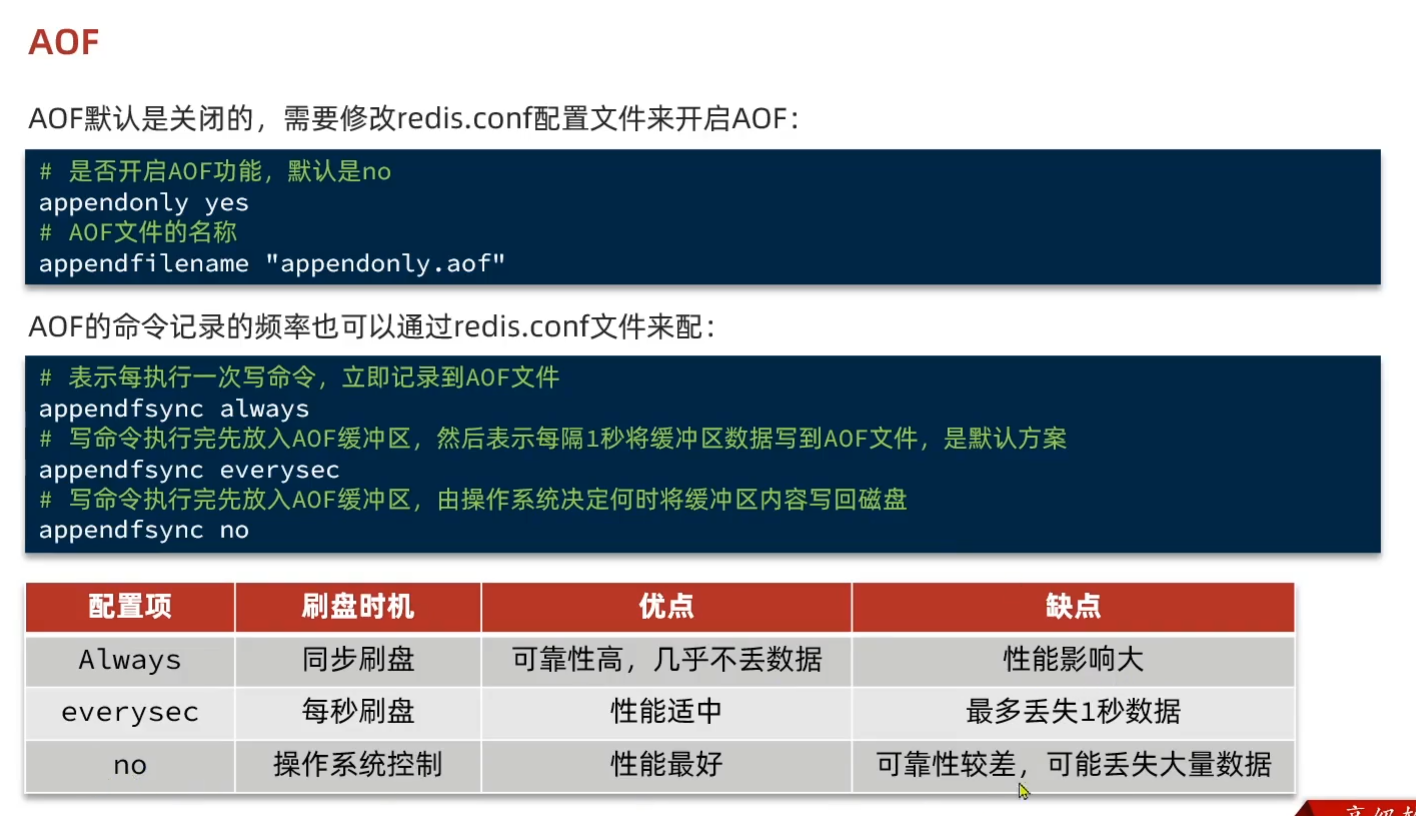 AOF
AOF默认是关闭的，需要修改redis.conf配置文件来开启AOF：
# 是否开启AOF功能，默认是no
appendonly yes
# AOF文件的名称
appendfilename "appendonly.aof"
AOF的命令记录的频率也可以通过redis.conf文件来配：
# 表示每执行一次写命令，立即记录到AOF文件
appendfsync always
# 写命令执行完先放入AOF缓冲区，然后表示每隔1秒将缓冲区数据写到AOF文件，是默认方案
appendfsync everysec
# 写命令执行完先放入AOF缓冲区，由操作系统决定何时将缓冲区内容写回磁盘
appendfsync no
配置项 刷盘时机 优点 缺点
Always 同步刷盘 可靠性高，几乎不丢数据 性能影响大
everysec 每秒刷盘 性能适中 最多丢失1秒数据
no 操作系统控制 性能最好 可靠性较差，可能丢失大量数据